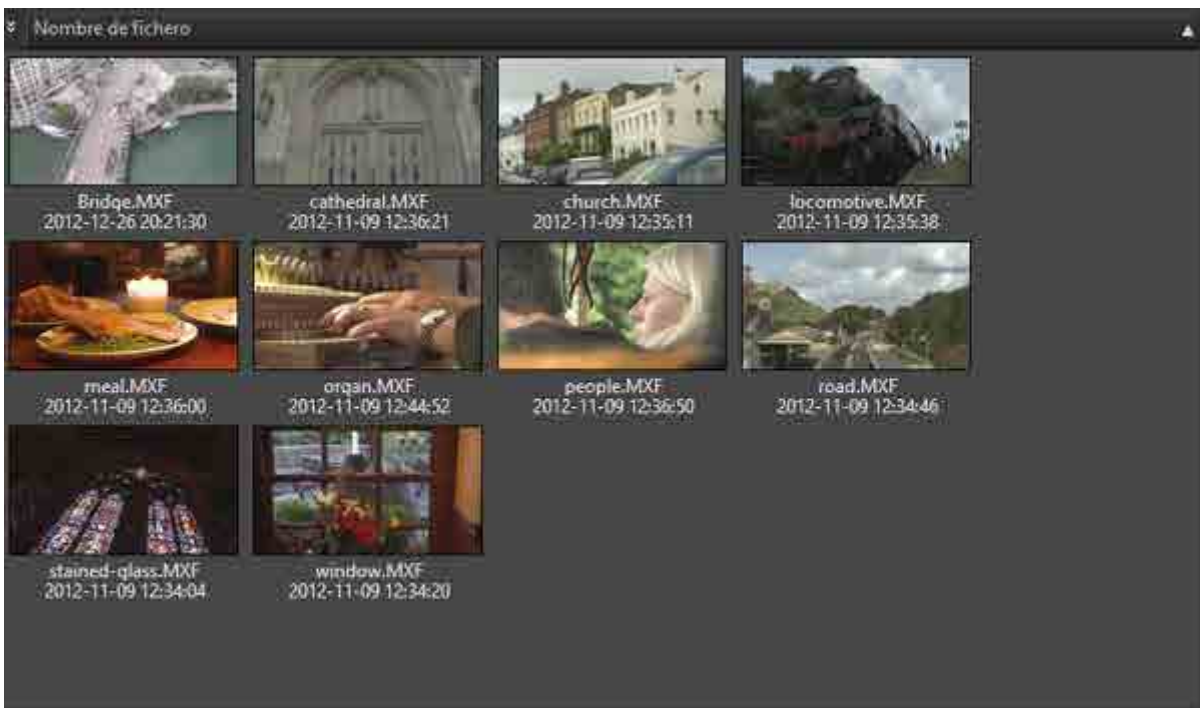 Nombre de fichero
Bridge.MXF
2012-12-26 20:21:30
cathedral.MXF
2012-11-09 12:36:21
church.MXF
2012-11-09 12:35:11
locomotive.MXF
2012-11-09 12:35:38
meal.MXF
2012-11-09 12:36:00
organ.MXF
2012-11-09 12:44:52
people.MXF
2012-11-09 12:36:50
road.MXF
2012-11-09 12:34:46
stained-glass.MXF
2012-11-09 12:34:04
window.MXF
2012-11-09 12:34:20